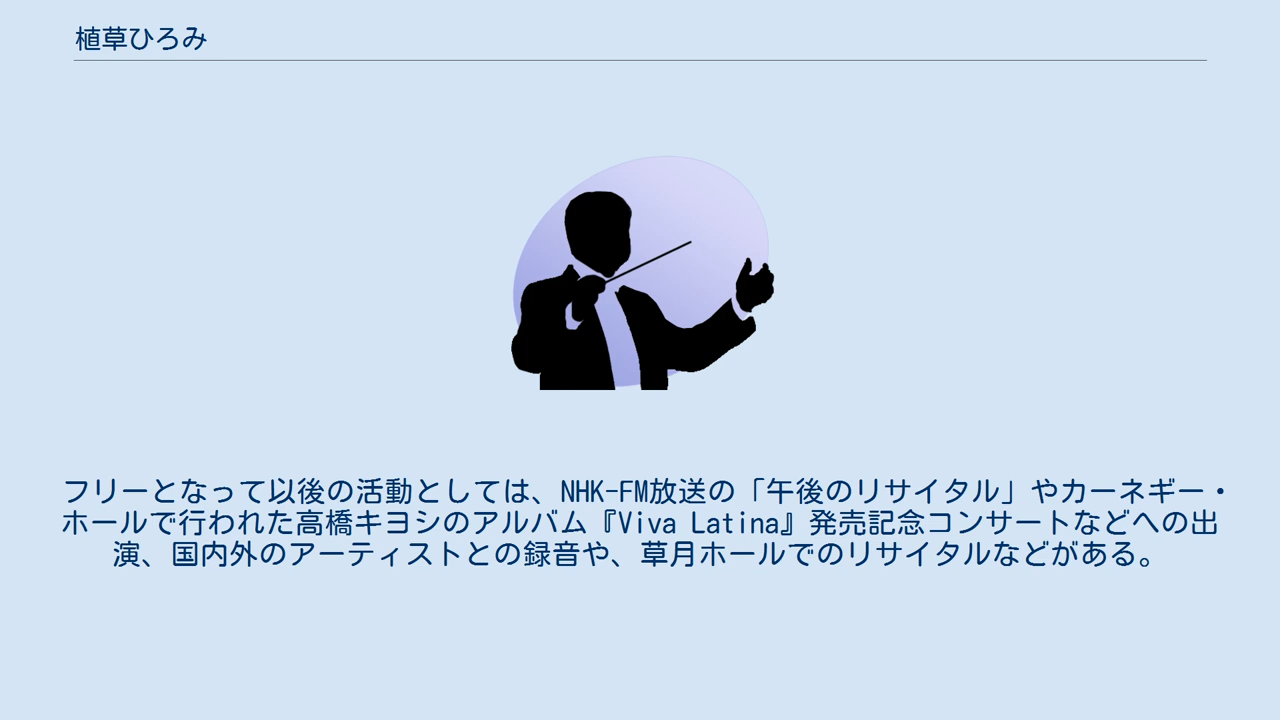 植草ひろみ
フリーとなって以後の活動としては、NHK-FM放送の「午後のリサイタル」やカーネギー・
ホールで行われた高橋キヨシのアルバム『Viva Latina』発売記念コンサートなどへの出
演、国内外のアーティストとの録音や、草月ホールでのリサイタルなどがある。